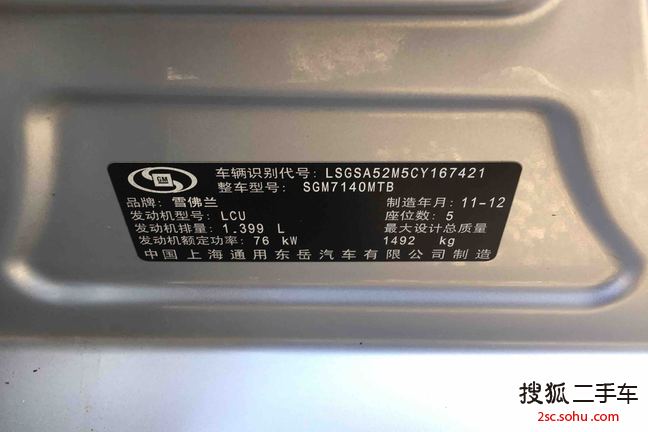 GM
车辆识别代号: LSGSA52M5CY167421
整车型号: SGM7140MTB
品牌: 雪佛兰
制造年月: 11-12
发动机型号: LCU
座位数: 5
发动机排量: 1.399 L
最大设计总质量
发动机额定功率: 76 kW
1492 kg
中国上海通用东岳汽车有限公司制造
搜狐二手车
2sc.sohu.com